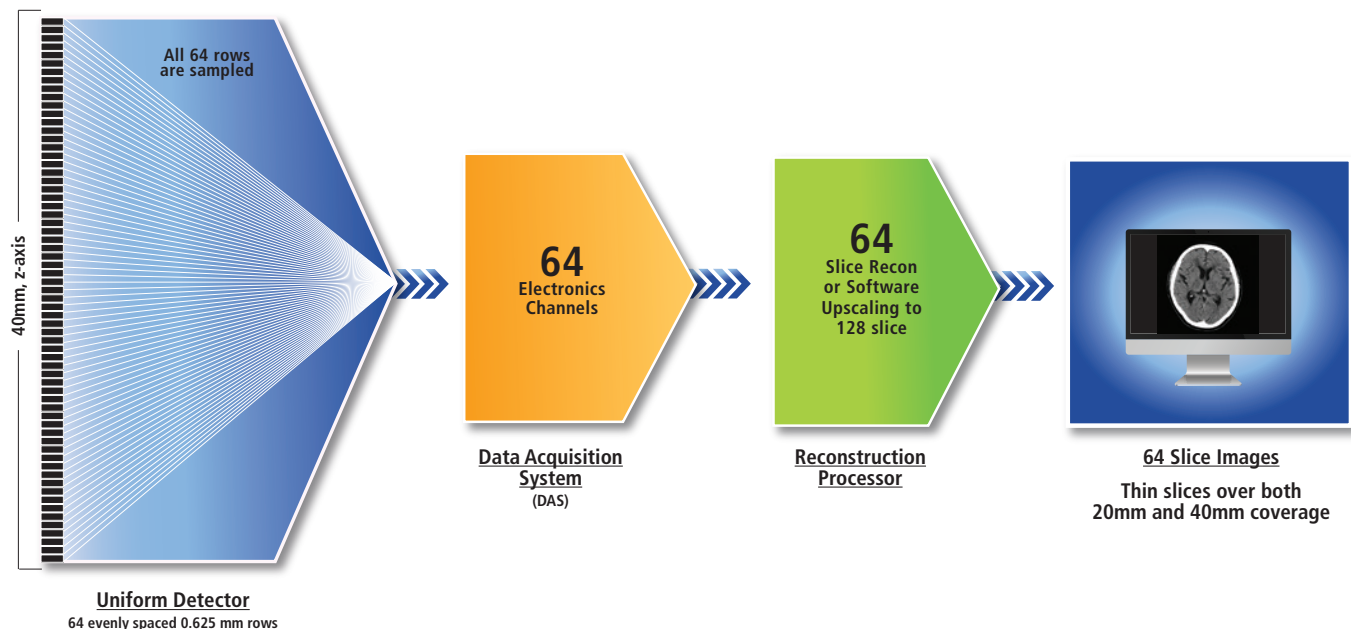 40mm, z-axis
All 64 rows
are sampled
Uniform Detector
64 evenly spaced 0.625 mm rows
64
Electronics
Channels
Data Acquisition
System
(DAS)
64
Slice Recon
or Software
Upscaling to
128 slice
Reconstruction
Processor
64 Slice Images
Thin slices over both
20mm and 40mm coverage